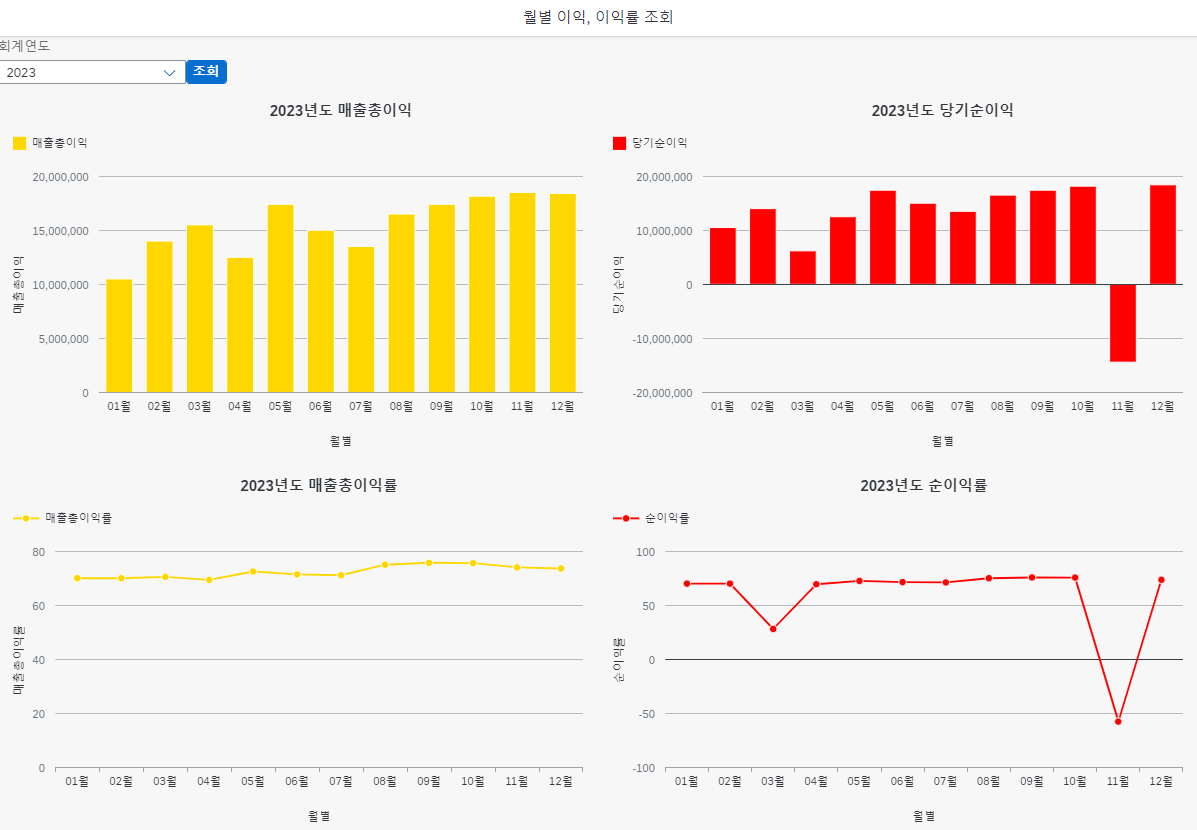 월별 이익, 이익률 조회
회계연도
2023
조회
2023년도 매출총이익
매출총이익
20,000,000
15,000,000
10,000,000
5,000,000
0
매출총이익
01월 02월 03월 04월 05월 06월 07월 08월 09월 10월 11월 12월
월별
2023년도 당기순이익
당기순이익
20,000,000
10,000,000
0
-10,000,000
-20,000,000
당기순이익
01월 02월 03월 04월 05월 06월 07월 08월 09월 10월 11월 12월
월별
2023년도 매출총이익률
매출총이익률
80
60
40
20
0
매출총이익률
01월 02월 03월 04월 05월 06월 07월 08월 09월 10월 11월 12월
월별
2023년도 순이익률
순이익률
100
50
0
-50
-100
순이익률
01월 02월 03월 04월 05월 06월 07월 08월 09월 10월 11월 12월
월별